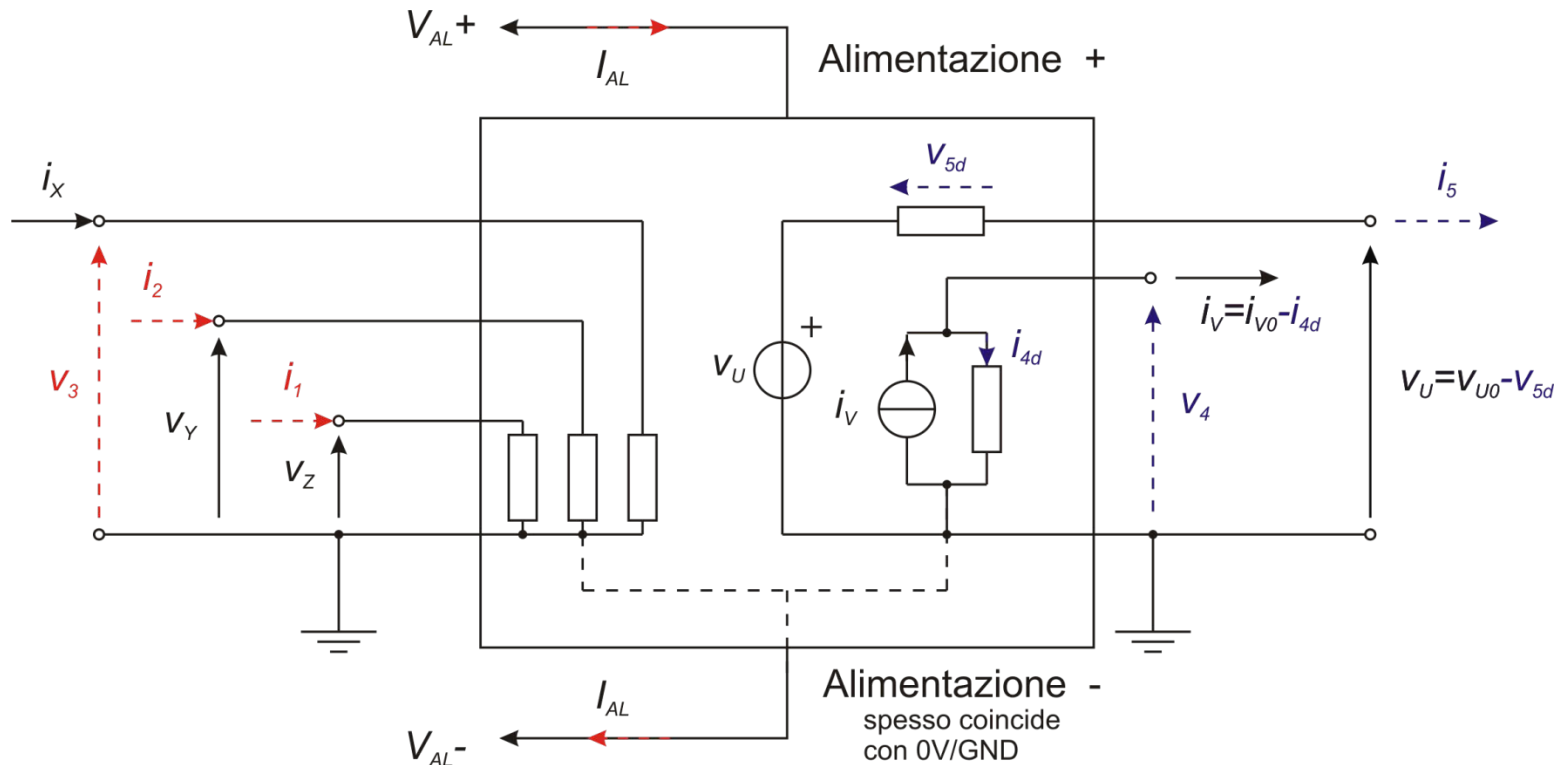 V_AL+
I_AL
Alimentazione +
i_X
v_5d
i_5
i_2
i_V=i_V0-i_4d
v_3
i_1
v_U
+
i_4d
v_Y
v_Z
i_V
v_4
v_U=v_U0-v_5d
I_AL
Alimentazione -
spesso coincide
con 0V/GND
V_AL-